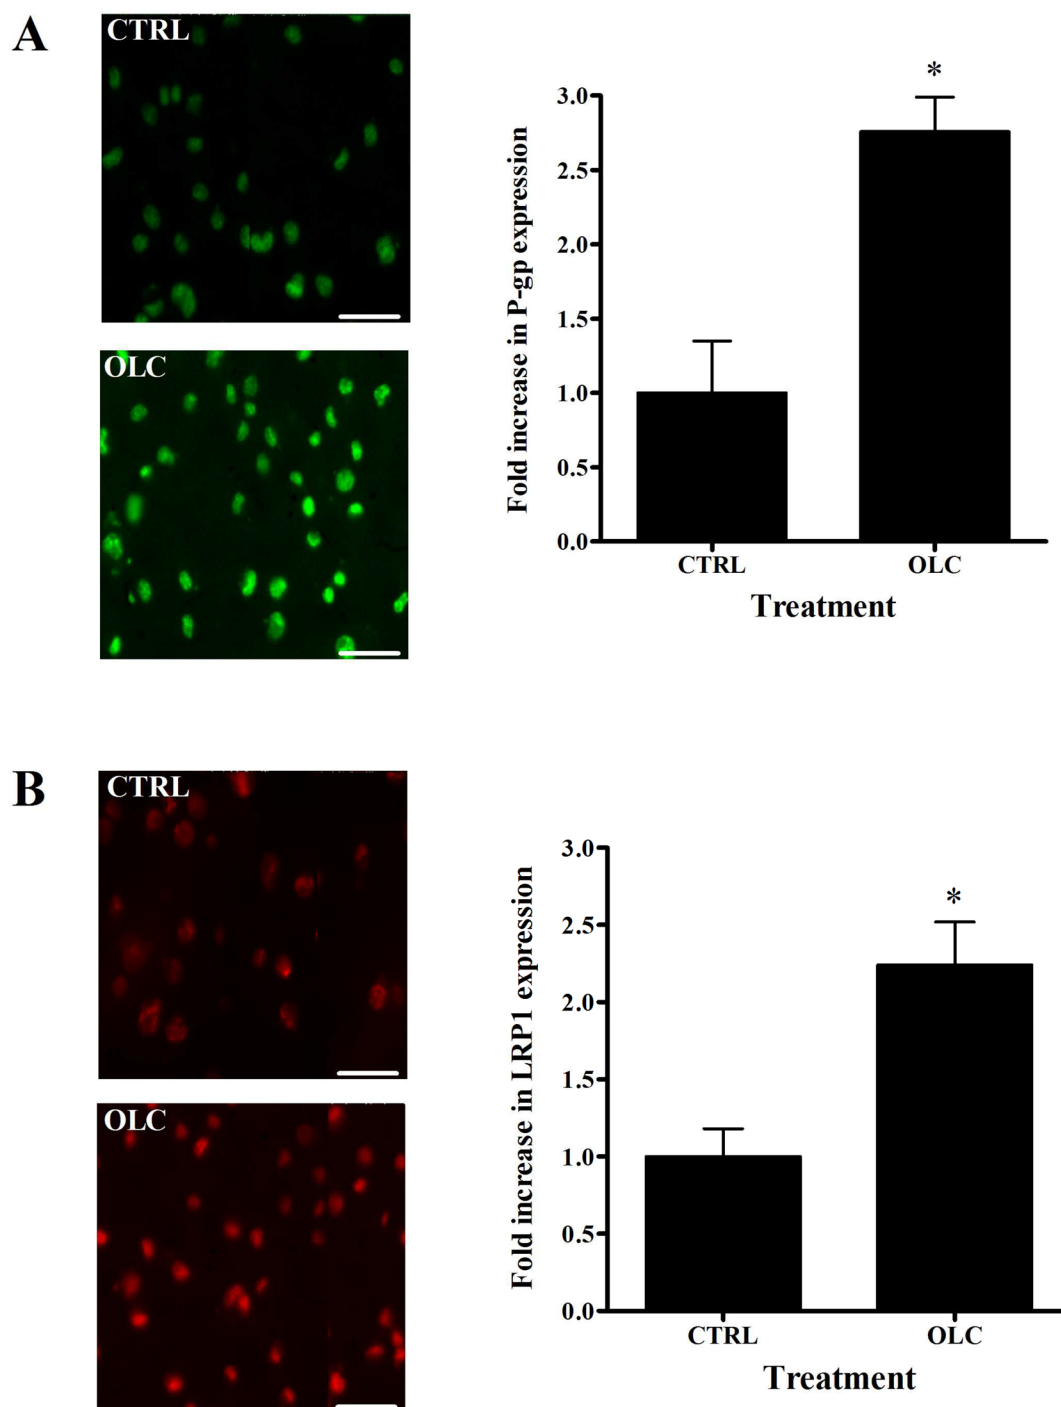 A
CTRL
OLC
*
Fold increase in P-gp expression
3.0
2.5
2.0
1.5
1.0
0.5
0.0
CTRL OLC
Treatment
B
CTRL
OLC
*
Fold increase in LRP1 expression
3.0
2.5
2.0
1.5
1.0
0.5
0.0
CTRL OLC
Treatment